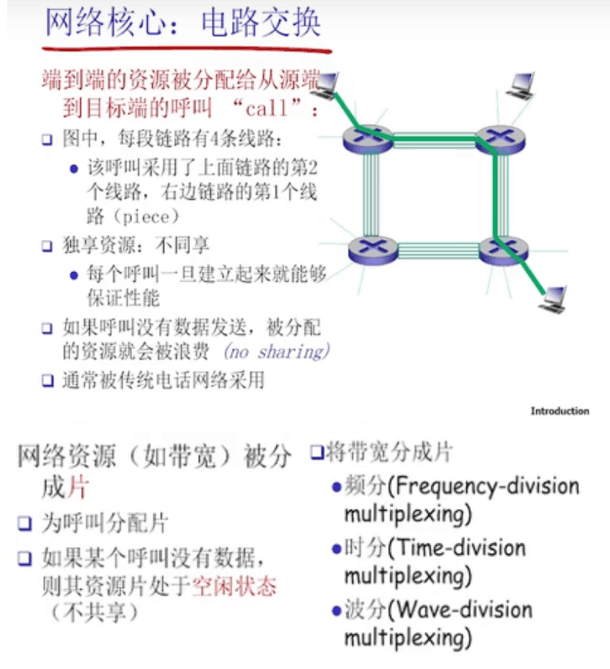 网络核心：电路交换
端到端的资源被分配给从源端
到目标端的呼叫 “call”：
图中，每段链路有4条线路：
该呼叫采用了上面链路的第2
个线路，右边链路的第1个线
路（piece）
独享资源：不同享
每个呼叫一旦建立起来就能够
保证性能
如果呼叫没有数据发送，被分配
的资源就会被浪费 (no sharing)
通常被传统电话网络采用
Introduction
网络资源（如带宽）被分
成片
为呼叫分配片
如果某个呼叫没有数据，
则其资源片处于空闲状态
（不共享）
将带宽分成片
频分(Frequency-division
multiplexing)
时分(Time-division
multiplexing)
波分(Wave-division
multiplexing)